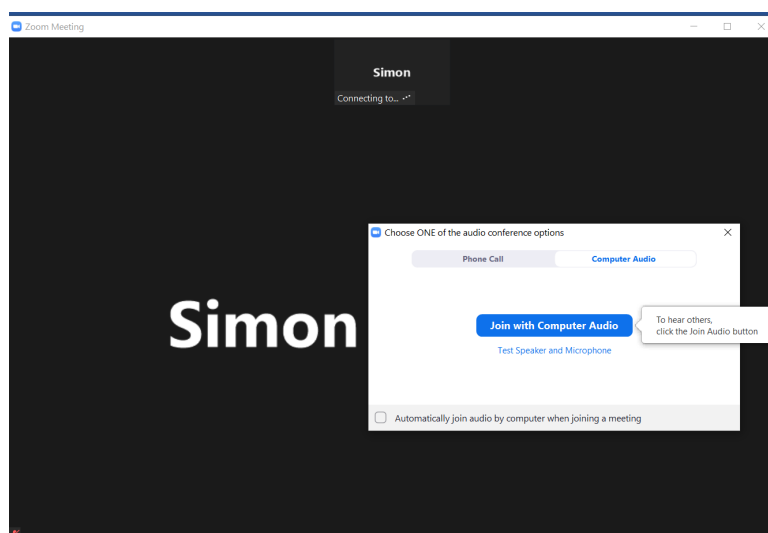 Zoom Meeting
Simon
Connecting to...
Simon
Choose ONE of the audio conference options
Phone Call
Computer Audio
Join with Computer Audio
To hear others,
click the Join Audio button
Test Speaker and Microphone
Automatically join audio by computer when joining a meeting